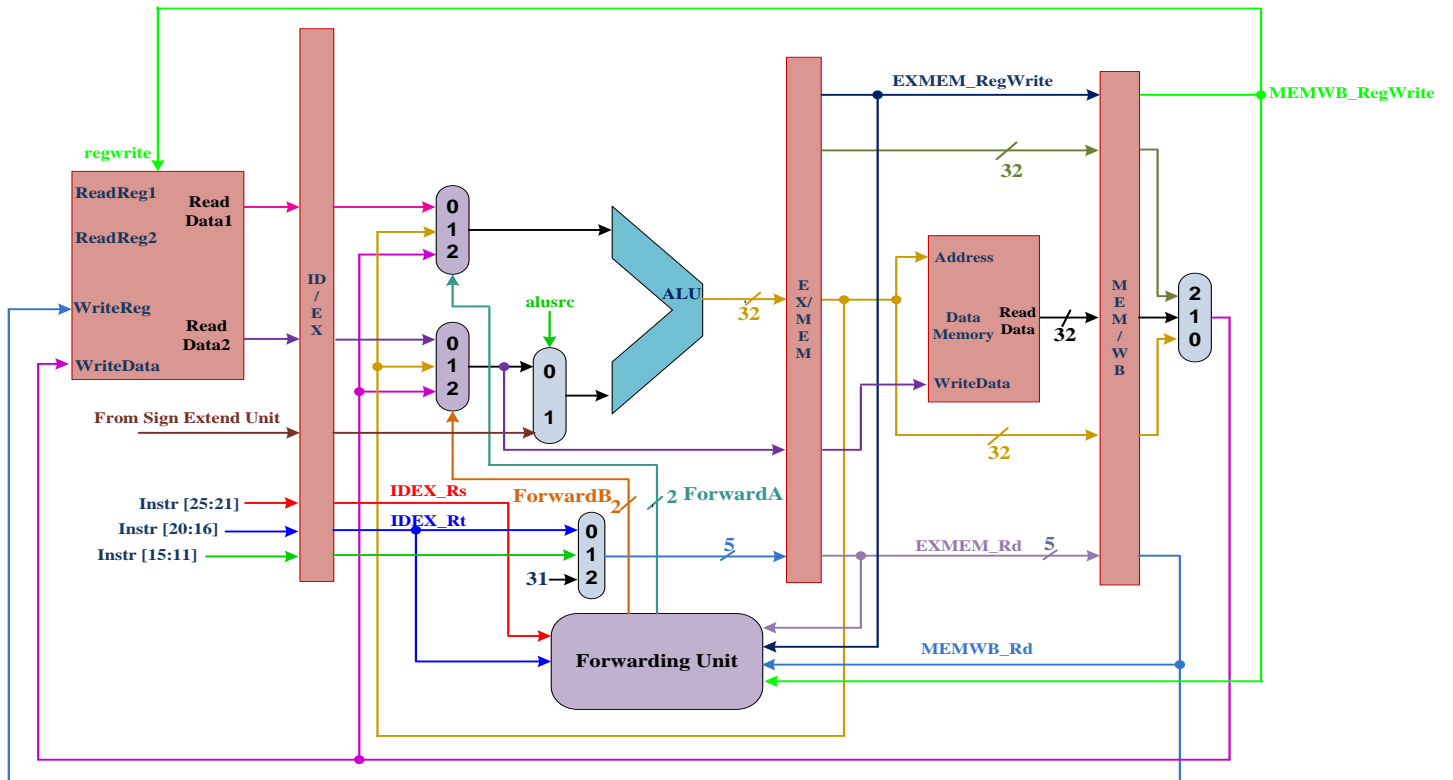 EXMEM_RegWrite
MEMWB_RegWrite
regwrite
ReadReg1
Read
Data1
ReadReg2
WriteReg
Read
Data2
WriteData
ID
/
EX
0
1
2
0
1
2
alusrc
0
1
ALU
32
EX/
MEM
32
Address
Data
Memory
Read
Data
WriteData
32
32
MEM/WB
2
1
0
From Sign Extend Unit
Instr [25:21]
Instr [20:16]
Instr [15:11]
IDEX_Rs
IDEX_Rt
ForwardB
2
2
ForwardA
0
1
2
31
5
EXMEM_Rd
5
Forwarding Unit
MEMWB_Rd